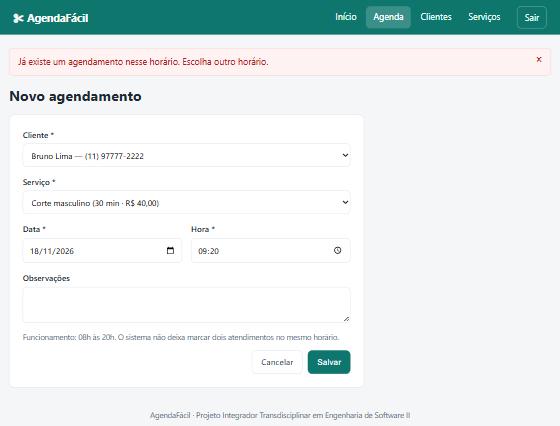 AgendaFácil
Início Agenda Clientes Serviços Sair
Já existe um agendamento nesse horário. Escolha outro horário. ×
Novo agendamento
Cliente *
Bruno Lima — (11) 97777-2222
Serviço *
Corte masculino (30 min · R$ 40,00)
Data * Hora *
18/11/2026 09:20
Observações
Funcionamento: 08h às 20h. O sistema não deixa marcar dois atendimentos no mesmo horário.
Cancelar Salvar
AgendaFácil · Projeto Integrador Transdisciplinar em Engenharia de Software II